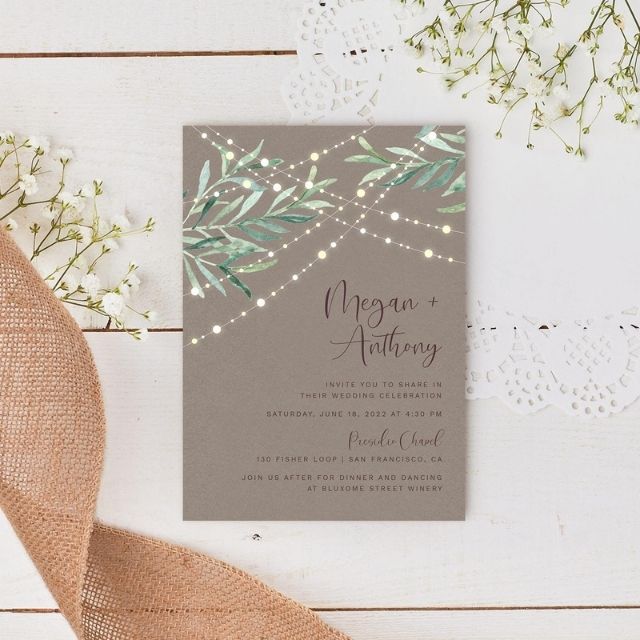 Megan +
Anthony
INVITE YOU TO SHARE IN
THEIR WEDDING CELEBRATION
SATURDAY, JUNE 18, 2022 AT 4:30 PM
Presidio Chapel
130 FISHER LOOP | SAN FRANCISCO, CA
JOIN US AFTER FOR DINNER AND DANCING
AT BLUXOME STREET WINERY